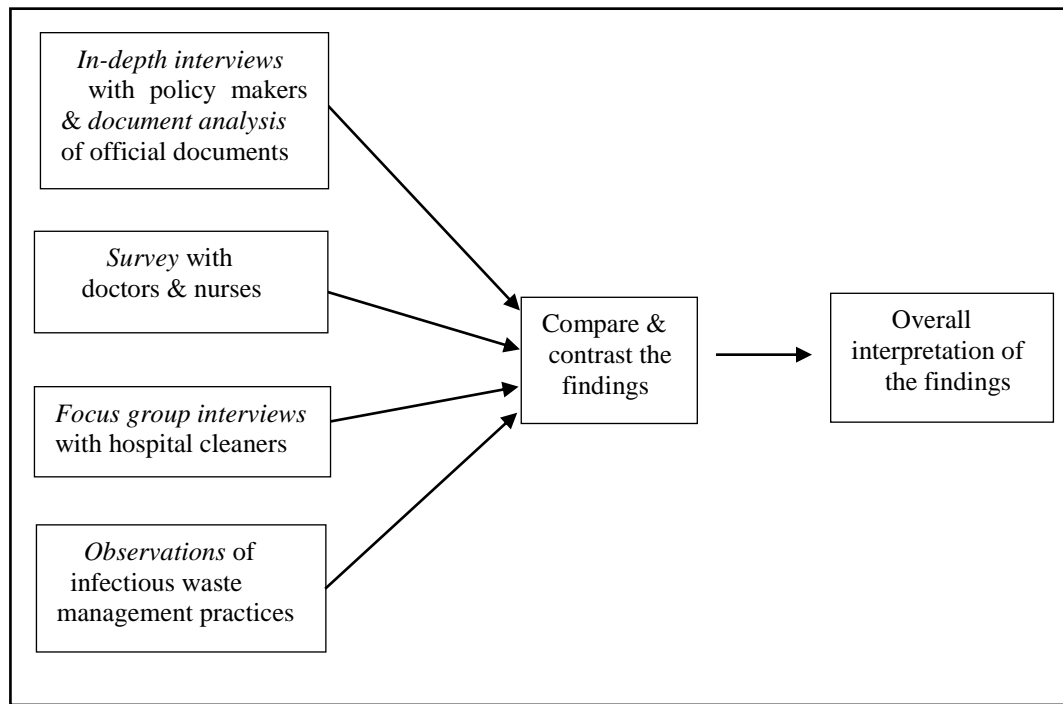 In-depth interviews
with policy makers
& document analysis
of official documents
Survey with
doctors & nurses
Focus group interviews
with hospital cleaners
Observations of
infectious waste
management practices
Compare &
contrast the
findings
Overall
interpretation of
the findings